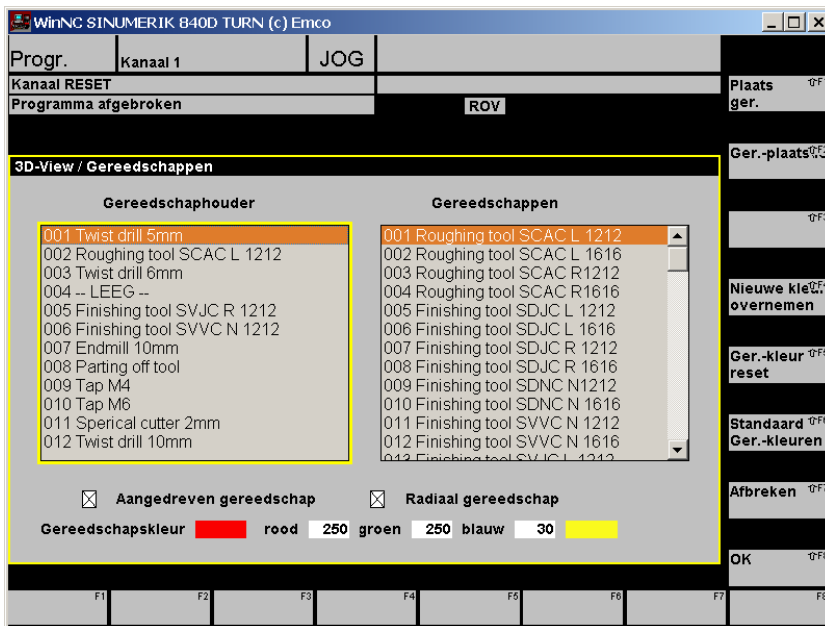 WinNC SINUMERIK 840D TURN (c) Emco
Progr.
Kanaal 1
JOG
Kanaal RESET
Programma afgebroken
ROV
3D-View / Gereedschappen
Gereedschaphouder
001 Twist drill 5mm
002 Roughing tool SCAC L 1212
003 Twist drill 6mm
004 -- LEEG --
005 Finishing tool SVJC R 1212
006 Finishing tool SVVC N 1212
007 Endmill 10mm
008 Parting off tool
009 Tap M4
010 Tap M6
011 Sperical cutter 2mm
012 Twist drill 10mm
Gereedschappen
001 Roughing tool SCAC L 1212
002 Roughing tool SCAC L 1616
003 Roughing tool SCAC R1212
004 Roughing tool SCAC R1616
005 Finishing tool SDJC L 1212
006 Finishing tool SDJC L 1616
007 Finishing tool SDJC R 1212
008 Finishing tool SDJC R 1616
009 Finishing tool SDNC N1212
010 Finishing tool SDNC N 1616
011 Finishing tool SVVC N 1212
012 Finishing tool SVVC N 1616
013 Finishing tool SVJC L 1212
Aangedreven gereedschap
Radiaal gereedschap
Gereedschapskleur rood 250 groen 250 blauw 30
Plaats
ger.
Ger.-plaats
Nieuwe kleur
overnemen
Ger.-kleur
reset
Standaard
Ger.-kleuren
Afbreken
OK
F1 F2 F3 F4 F5 F6 F7 F8